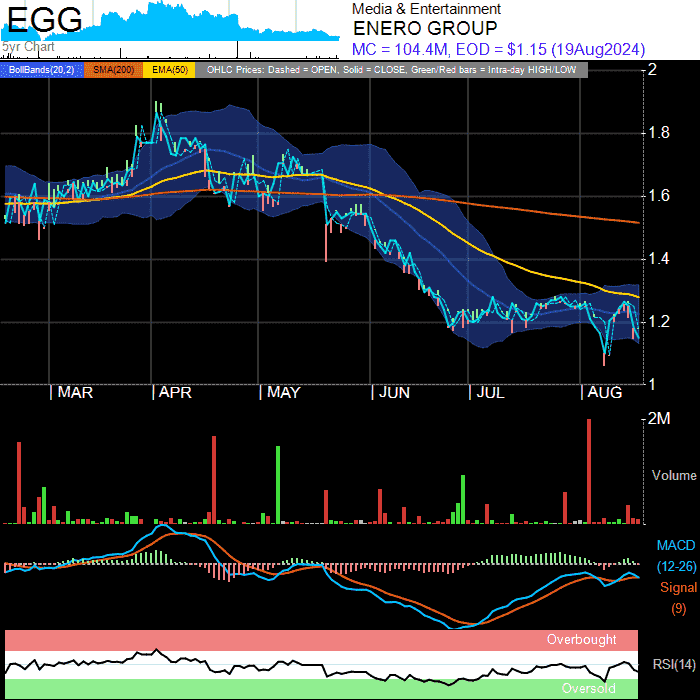 EGG
5yr Chart
Media & Entertainment
ENERO GROUP
MC = 104.4M, EOD = $1.15 (19Aug2024)
BollBands(20,2) SMA(200) EMA(50) OHLC Prices: Dashed = OPEN, Solid = CLOSE, Green/Red bars = Intra-day HIGH/LOW
2
1.8
1.6
1.4
1.2
1
MAR APR MAY JUN JUL AUG
2M
Volume
MACD
(12-26)
Signal
(9)
Overbought
RSI(14)
Oversold